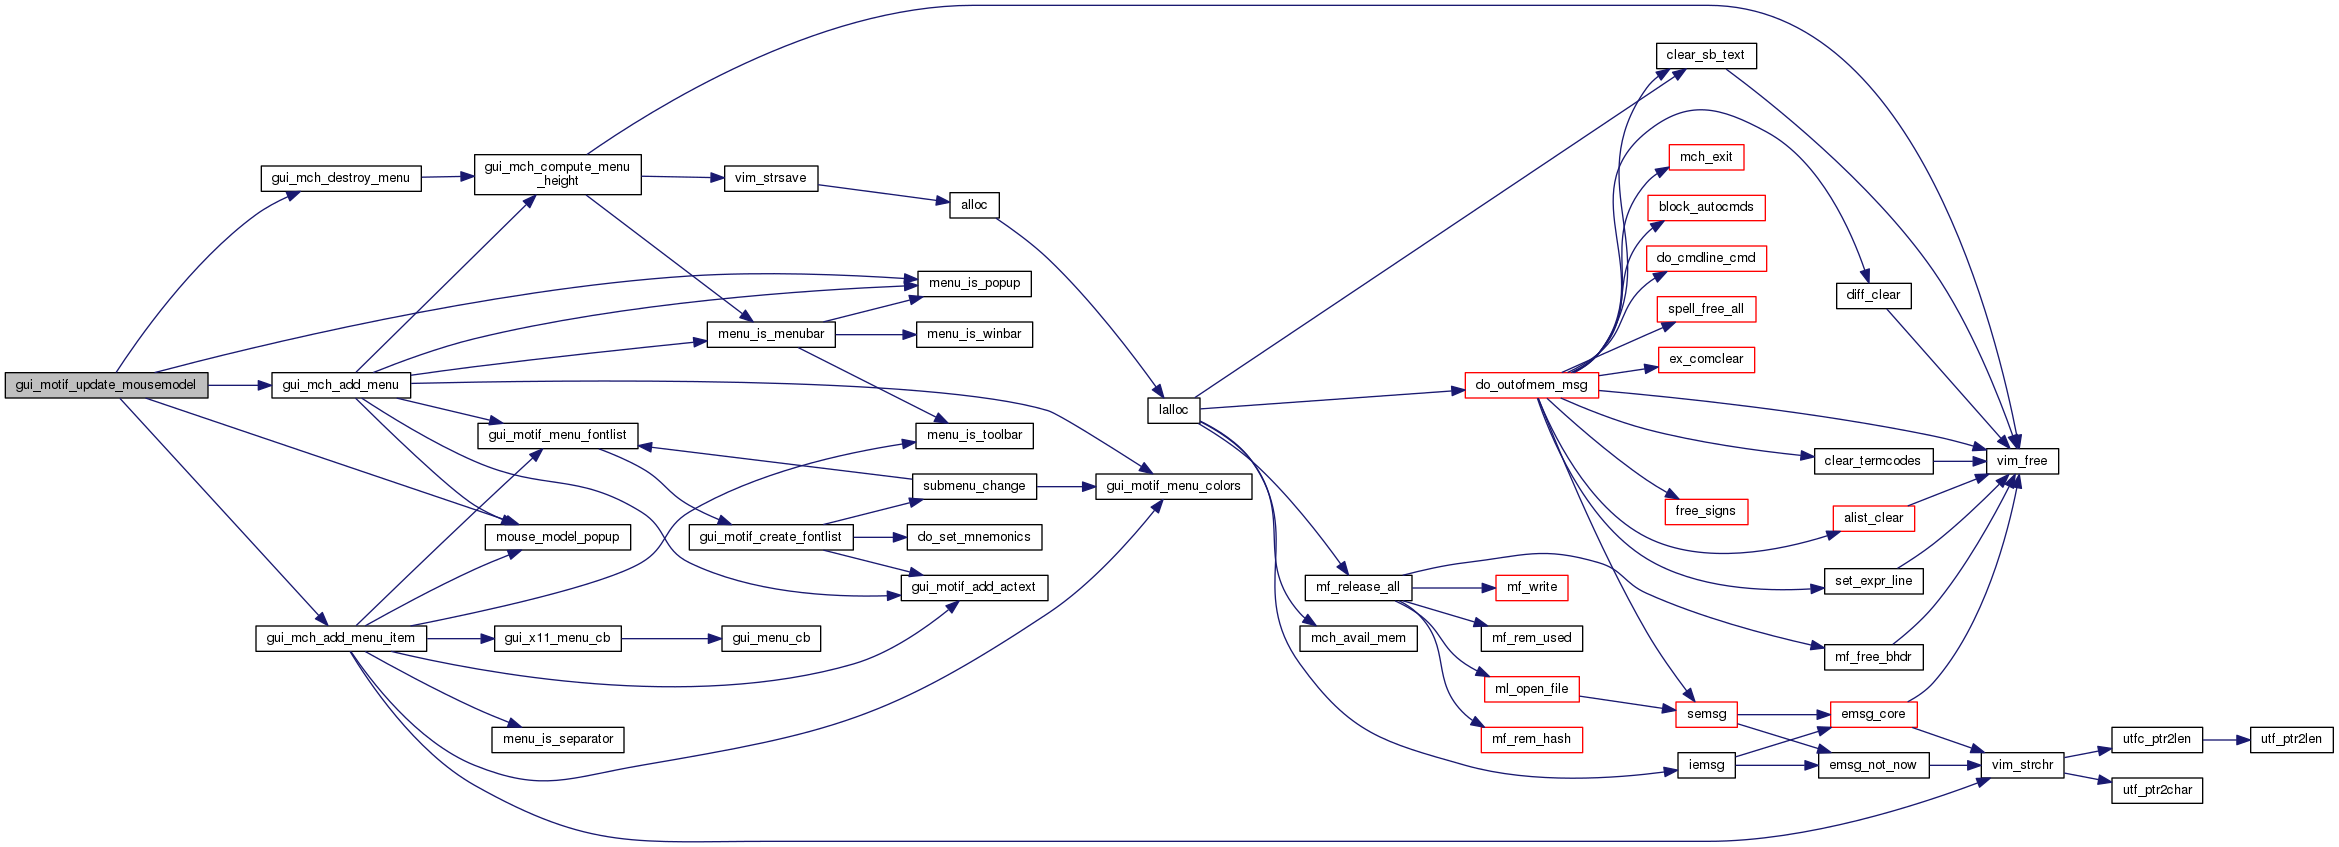 gui_motif_update_mousemodel
gui_mch_destroy_menu
gui_mch_add_menu
gui_mch_add_menu_item
gui_mch_compute_menu
_height
gui_motif_menu_fontlist
mouse_model_popup
gui_x11_menu_cb
menu_is_separator
vim_strsave
menu_is_menubar
gui_motif_create_fontlist
gui_menu_cb
alloc
menu_is_popup
menu_is_winbar
menu_is_toolbar
submenu_change
do_set_mnemonics
gui_motif_add_actext
gui_motif_menu_colors
lalloc
mf_release_all
mch_avail_mem
do_outofmem_msg
mf_write
mf_rem_used
ml_open_file
mf_rem_hash
clear_sb_text
mch_exit
block_autocmds
do_cmdline_cmd
spell_free_all
ex_comclear
free_signs
semsg
iemsg
diff_clear
clear_termcodes
alist_clear
set_expr_line
mf_free_bhdr
emsg_core
emsg_not_now
vim_free
vim_strchr
utfc_ptr2len
utf_ptr2char
utf_ptr2len